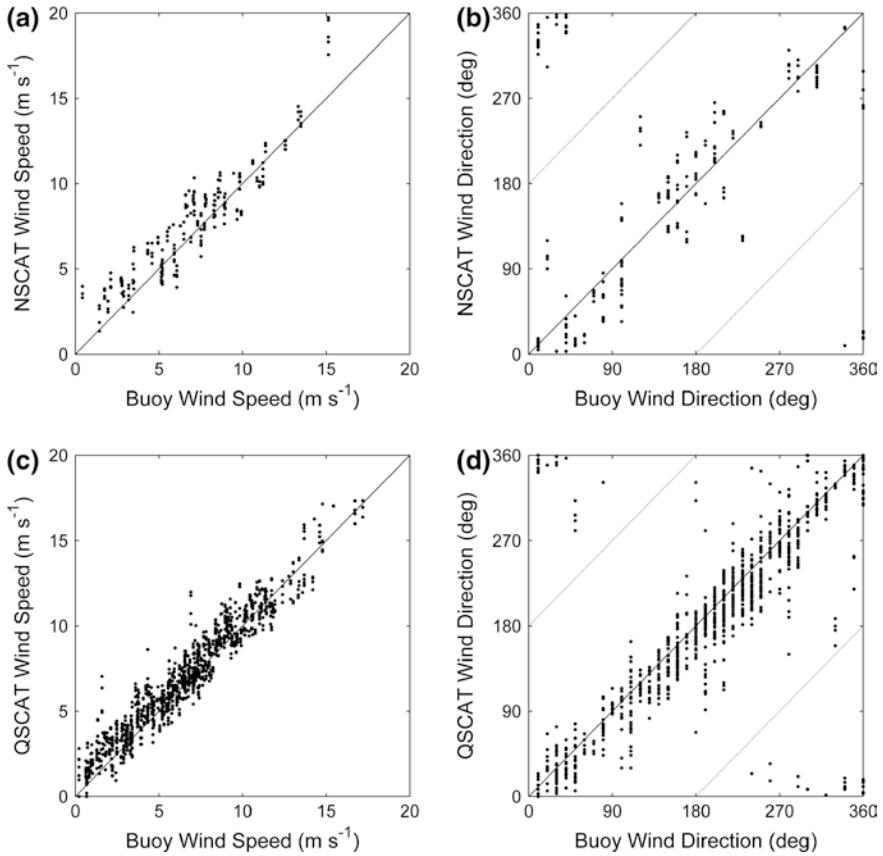 (a)
20
15
10
5
0
0 5 10 15 20
NSCAT Wind Speed (m s⁻¹)
Buoy Wind Speed (m s⁻¹)
(b)
360
270
180
90
0
0 90 180 270 360
NSCAT Wind Direction (deg)
Buoy Wind Direction (deg)
(c)
20
15
10
5
0
0 5 10 15 20
QSCAT Wind Speed (m s⁻¹)
Buoy Wind Speed (m s⁻¹)
(d)
360
270
180
90
0
0 90 180 270 360
QSCAT Wind Direction (deg)
Buoy Wind Direction (deg)